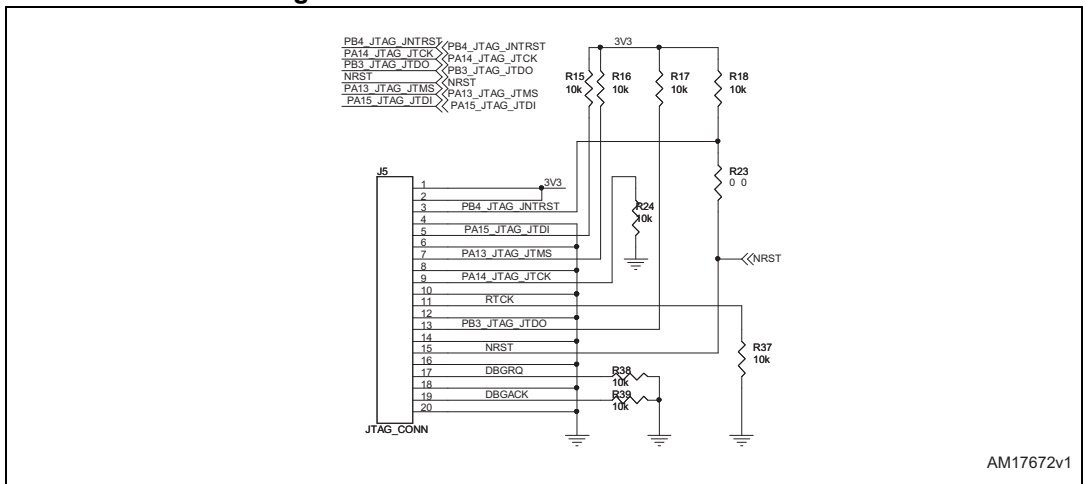 PB4_JTAG_JNTRST PB4_JTAG_JNTRST
PA14_JTAG_JTCK PA14_JTAG_JTCK
PB3_JTAG_JTDO PB3_JTAG_JTDO
NRST NRST
PA13_JTAG_JTMS PA13_JTAG_JTMS
PA15_JTAG_JTDI PA15_JTAG_JTDI
3V3
R15 R16 R17 R18
10k 10k 10k 10k
R23
0 0
J5
1 3V3
2
3 PB4_JTAG_JNTRST
4
5 PA15_JTAG_JTDI
6
7 PA13_JTAG_JTMS
8
9 PA14_JTAG_JTCK
10
11 RTCK
12
13 PB3_JTAG_JTDO
14
15 NRST
16
17 DBGRQ
18
19 DBGACK
20
JTAG_CONN
R24
10k
NRST
R37
10k
R38
10k
R39
10k
AM17672v1